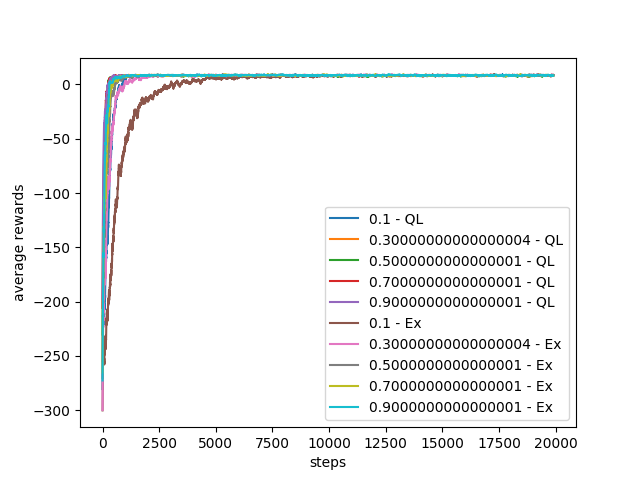 0
−50
−100
−150
−200
−250
−300
average rewards
0.1 - QL
0.30000000000000004 - QL
0.5000000000000001 - QL
0.7000000000000001 - QL
0.9000000000000001 - QL
0.1 - Ex
0.30000000000000004 - Ex
0.5000000000000001 - Ex
0.7000000000000001 - Ex
0.9000000000000001 - Ex
0 2500 5000 7500 10000 12500 15000 17500 20000
steps